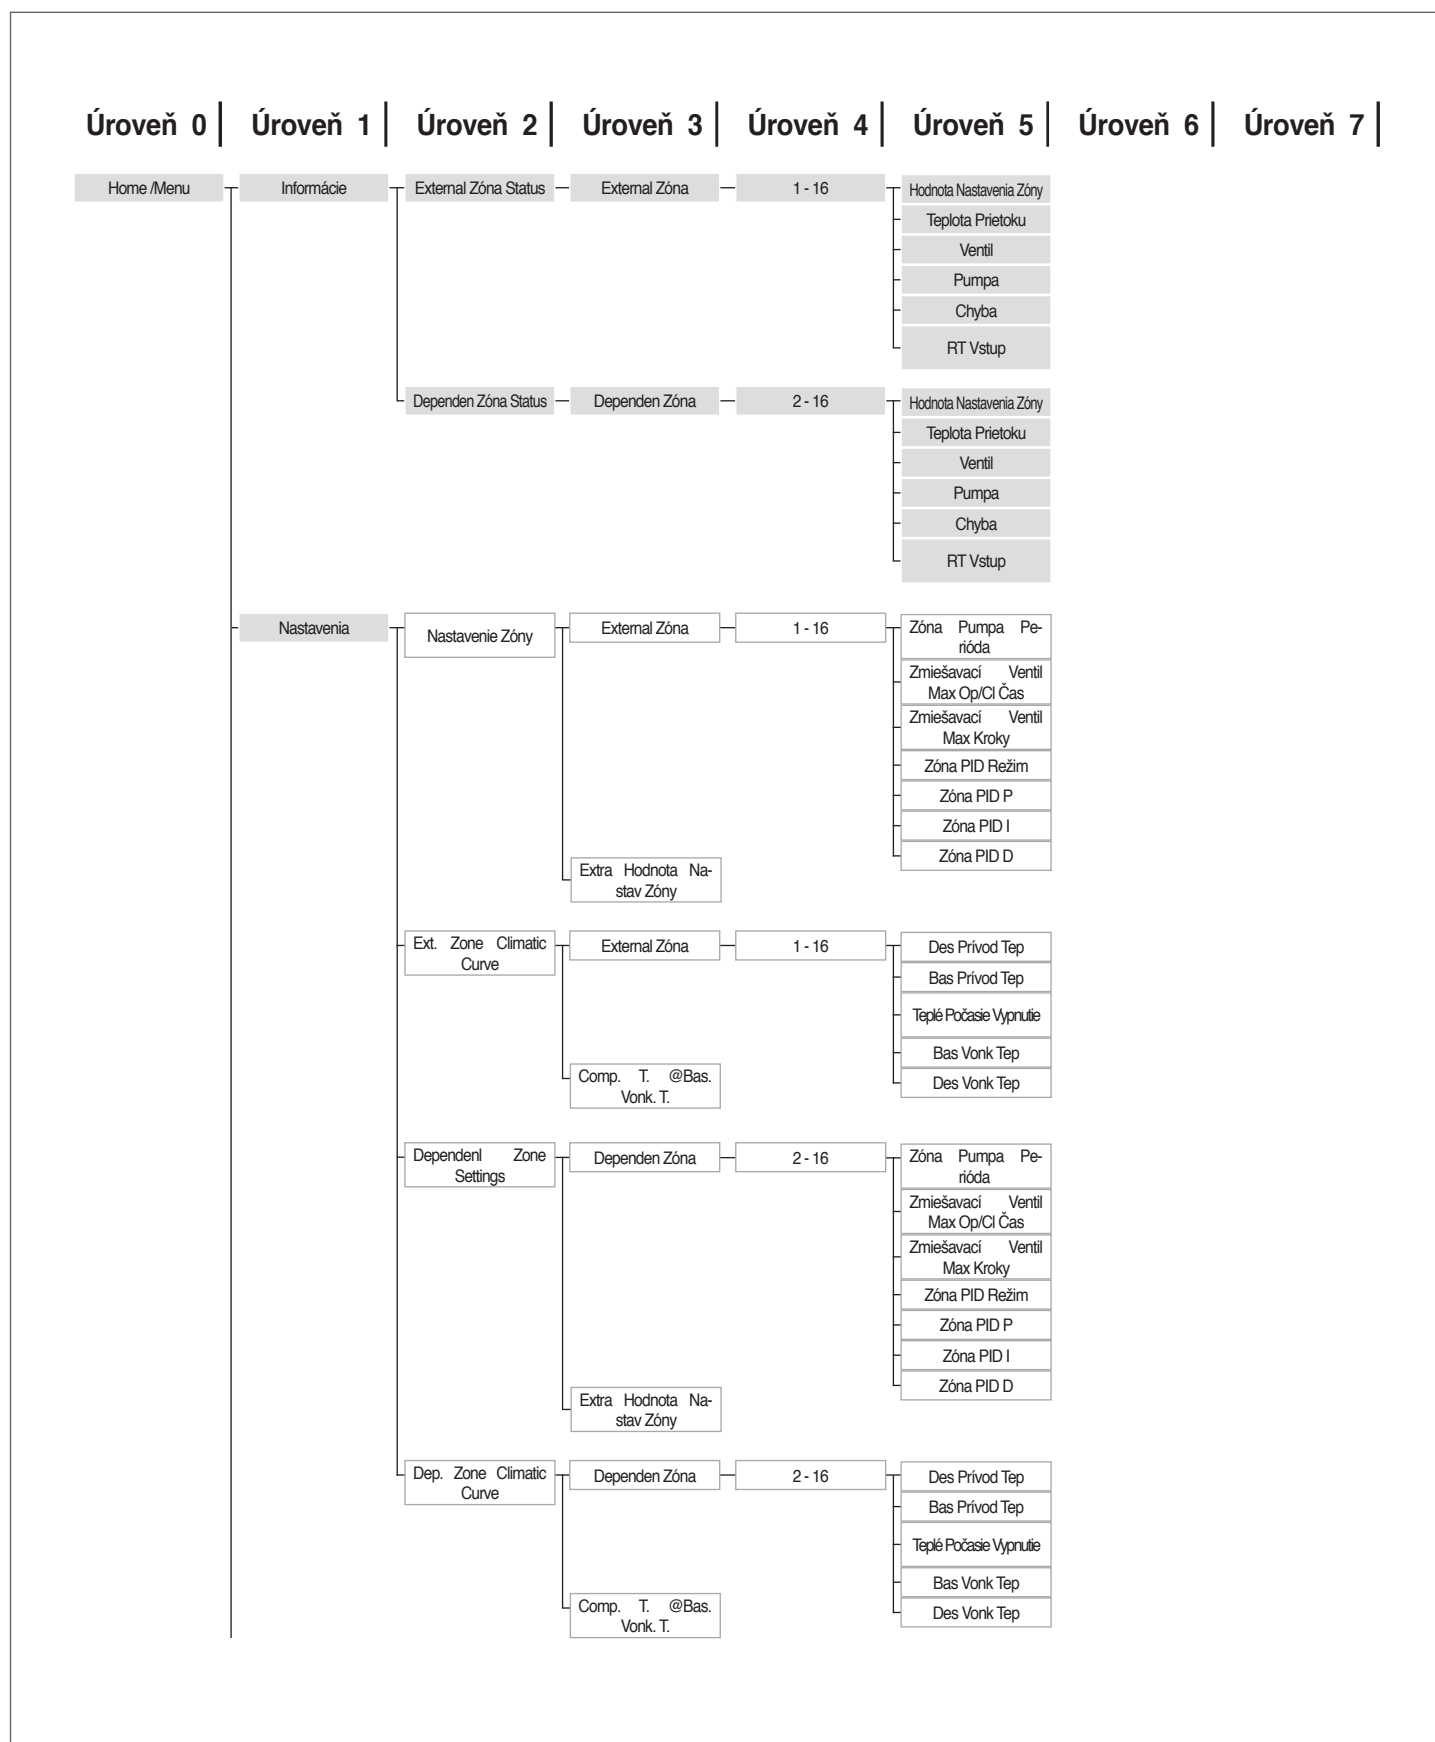 Úroveň 0 Úroveň 1 Úroveň 2 Úroveň 3 Úroveň 4 Úroveň 5 Úroveň 6 Úroveň 7
Home /Menu Informácie External Zóna Status External Zóna 1 - 16 Hodnota Nastavenia Zóny
Teplota Prietoku
Ventil
Pumpa
Chyba
RT Vstup
Dependen Zóna Status Dependen Zóna 2 - 16 Hodnota Nastavenia Zóny
Teplota Prietoku
Ventil
Pumpa
Chyba
RT Vstup
Nastavenia Nastavenie Zóny External Zóna 1 - 16 Zóna Pumpa Pe-
rióda
Zmiešavací Ventil
Max Op/Cl Čas
Zmiešavací Ventil
Max Kroky
Zóna PID Režim
Zóna PID P
Zóna PID I
Zóna PID D
Extra Hodnota Na-
stav Zóny
Ext. Zone Climatic
Curve
External Zóna 1 - 16 Des Prívod Tep
Bas Prívod Tep
Teplé Počasie Vypnutie
Bas Vonk Tep
Des Vonk Tep
Comp. T. @Bas.
Vonk. T.
Dependenl Zone
Settings
Dependen Zóna 2 - 16 Zóna Pumpa Pe-
rióda
Zmiešavací Ventil
Max Op/Cl Čas
Zmiešavací Ventil
Max Kroky
Zóna PID Režim
Zóna PID P
Zóna PID I
Zóna PID D
Extra Hodnota Na-
stav Zóny
Dep. Zone Climatic
Curve
Dependen Zóna 2 - 16 Des Prívod Tep
Bas Prívod Tep
Teplé Počasie Vypnutie
Bas Vonk Tep
Des Vonk Tep
Comp. T. @Bas.
Vonk. T.